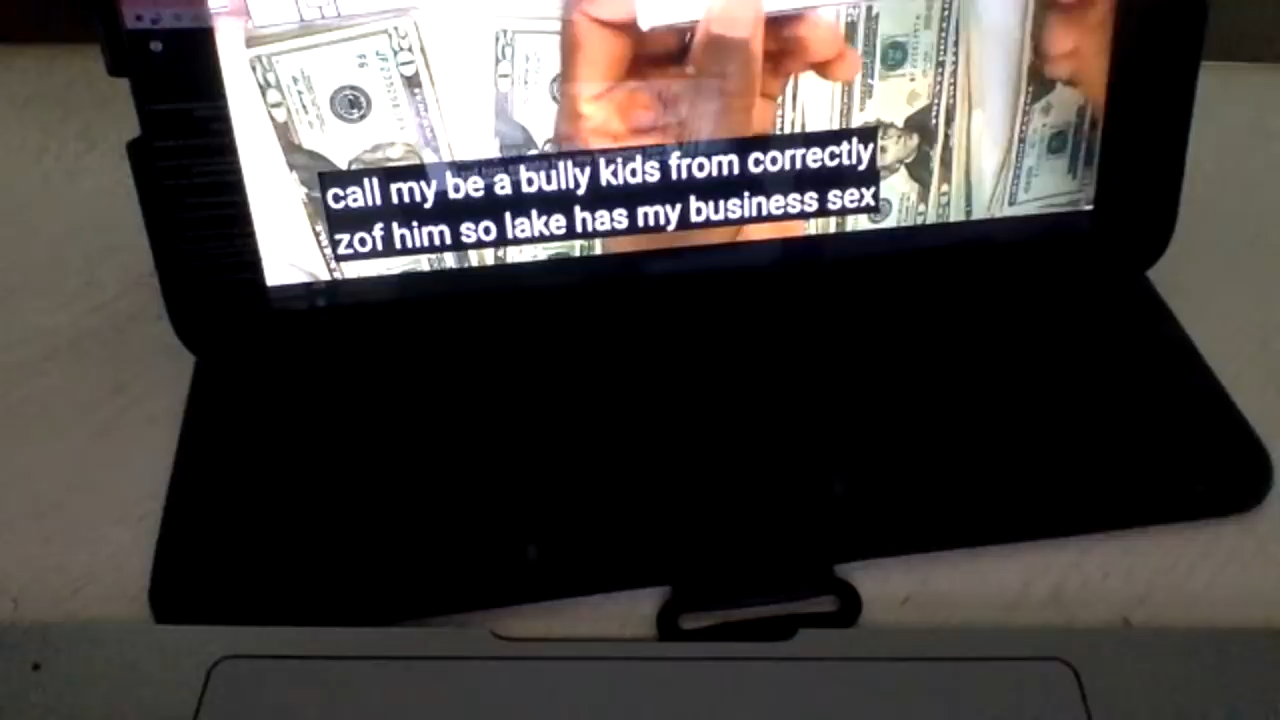 call my be a bully kids from correctly
zof him so lake has my business sex